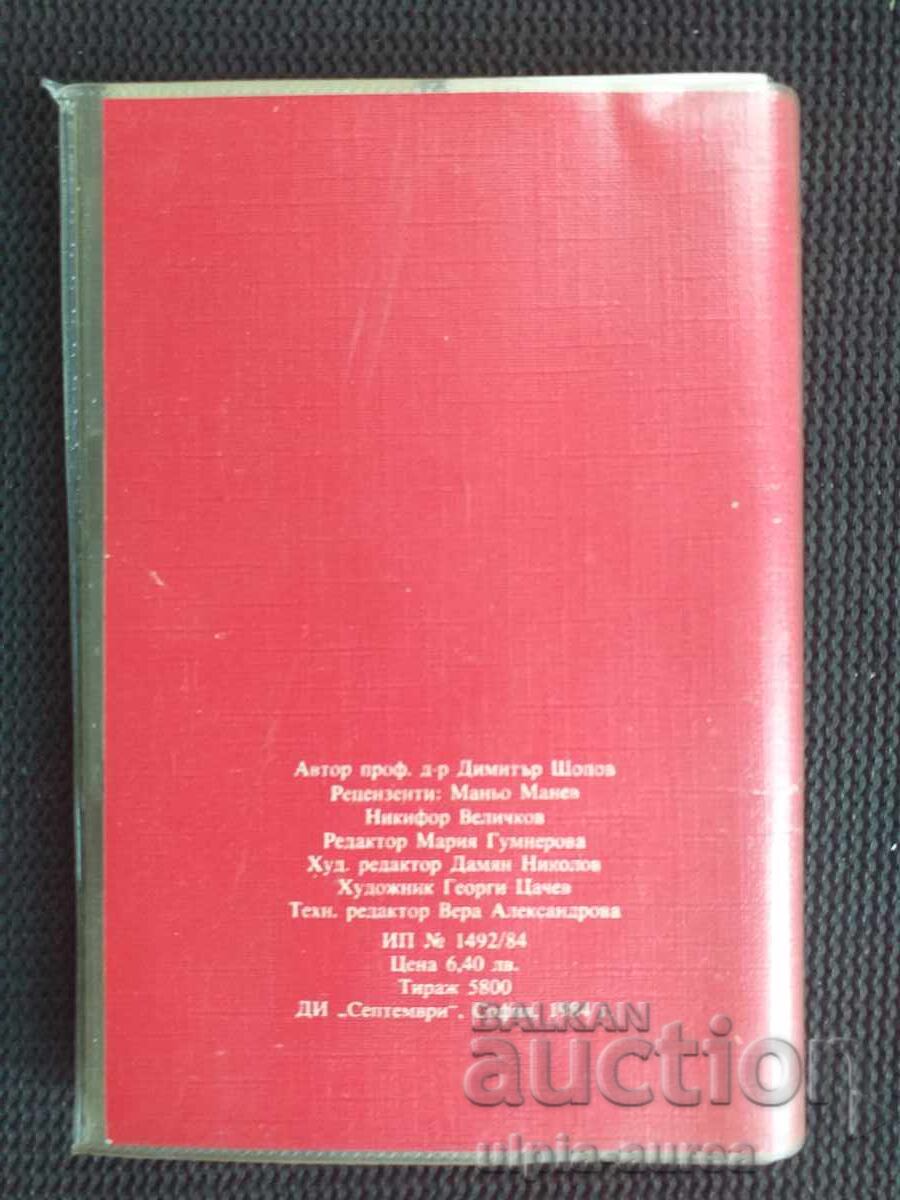 Автор проф. д-р Димитър Шопов
Рецензенти: Маньо Манев
Никифор Величков
Редактор Мария Гумнерова
Худ. редактор Дамян Николов
Художник Георги Цачев
Техн. редактор Вера Александрова
ИП № 1492/84
Цена 6,40 лв.
Тираж 5800
ДИ „Септември“, София, 1984 г.
BALKAN
auction
ulpia-aurea